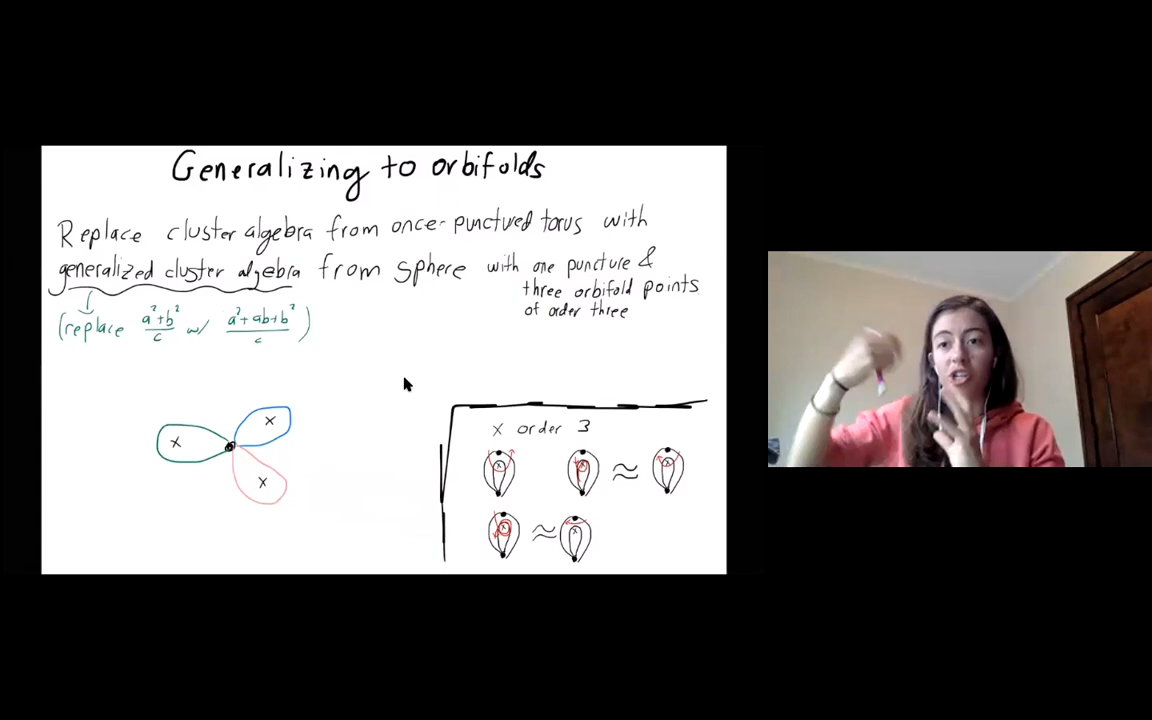 Generalizing to orbifolds
Replace cluster algebra from once-punctured torus with
generalized cluster algebra from sphere with one puncture &
three orbifold points
of order three
(replace a²+b²/c w/ a²+ab+b²/c)
x
x
x
x order 3
x x ≈ x
x ≈ x